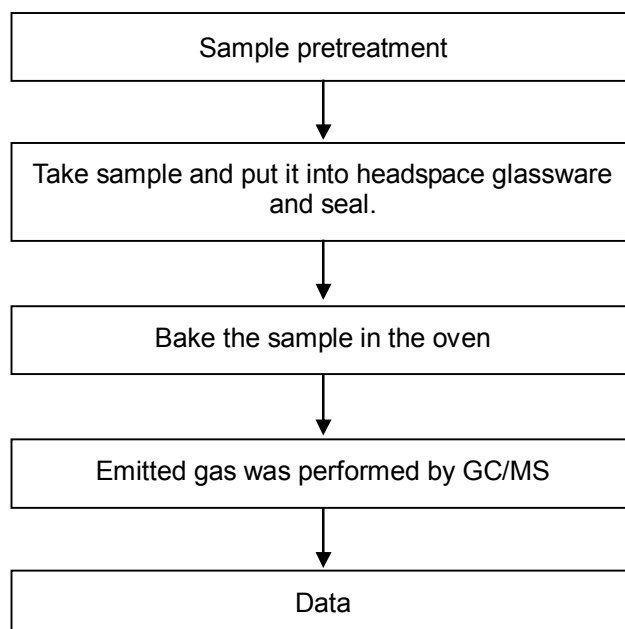 Sample pretreatment
Take sample and put it into headspace glassware
and seal.
Bake the sample in the oven
Emitted gas was performed by GC/MS
Data